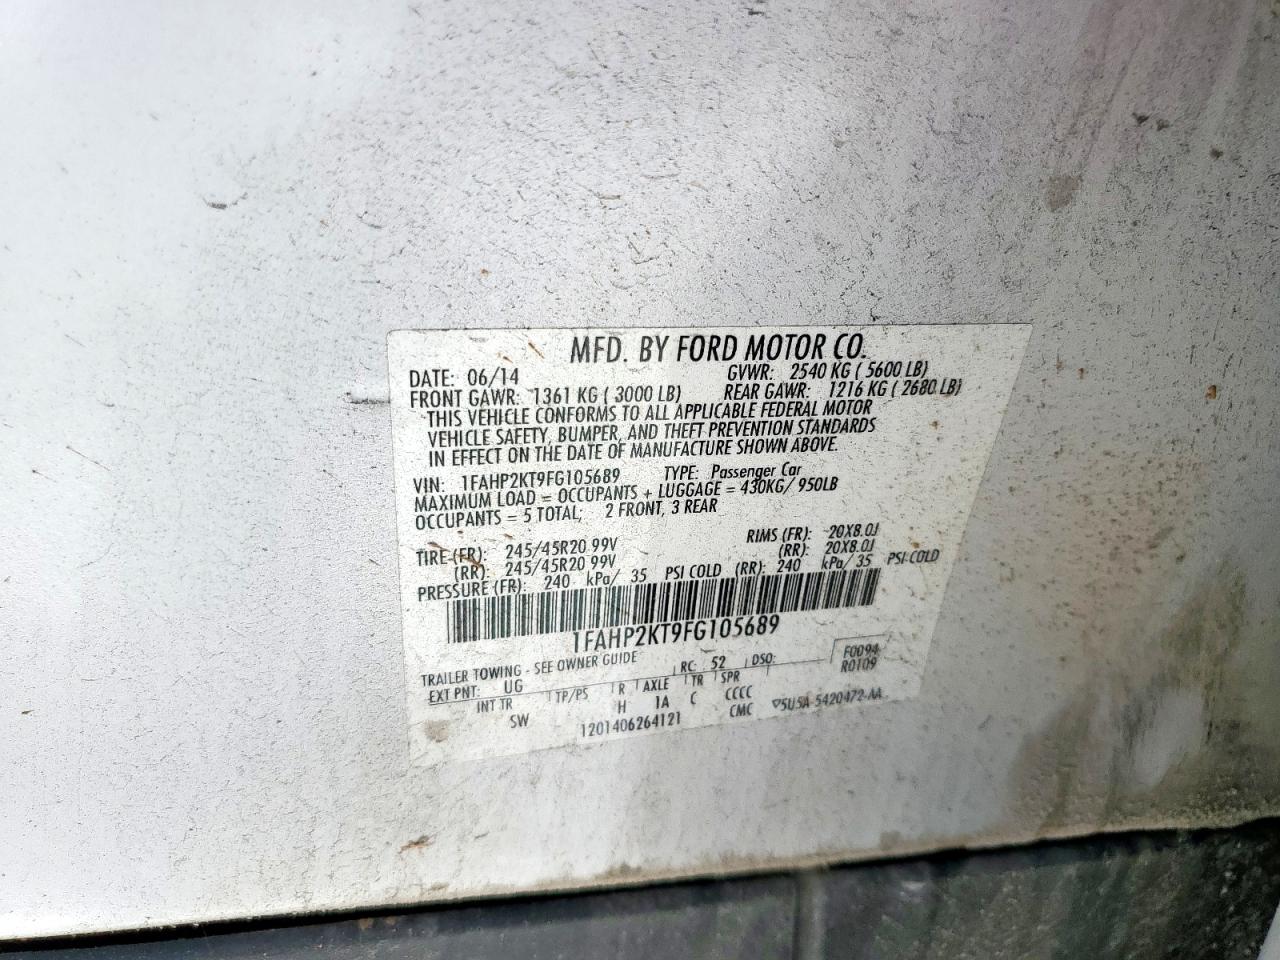 MFD. BY FORD MOTOR CO.
DATE: 06/14 GVWR: 2540 KG ( 5600 LB)
FRONT GAWR: 1361 KG ( 3000 LB) REAR GAWR: 1216 KG ( 2680 LB)
THIS VEHICLE CONFORMS TO ALL APPLICABLE FEDERAL MOTOR
VEHICLE SAFETY, BUMPER, AND THEFT PREVENTION STANDARDS
IN EFFECT ON THE DATE OF MANUFACTURE SHOWN ABOVE.
VIN: 1FAHP2KT9FG105689 TYPE: Passenger Car
MAXIMUM LOAD = OCCUPANTS + LUGGAGE = 430KG/ 950LB
OCCUPANTS = 5 TOTAL; 2 FRONT, 3 REAR
TIRE (FR): 245/45R20 99V RIMS (FR): 20X8.0J
(RR): 245/45R20 99V (RR): 20X8.0J
PRESSURE (FR): 240 kPa/ 35 PSI COLD (RR): 240 kPa/ 35 PSI COLD
1FAHP2KT9FG105689
TRAILER TOWING - SEE OWNER GUIDE F0094
EXT PNT: UG RC: 52 DSO: R0109
INT TR TP/PS R AXLE TR SPR
SW H 1A C CCCC ▽5U5A-5420472-AA
1201406264121 CMC